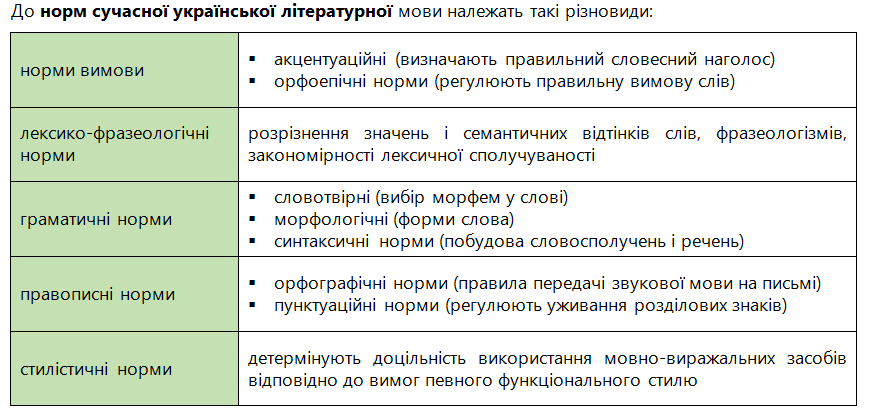 До норм сучасної української літературної мови належать такі різновиди:
норми вимови
▪ акцентуаційні (визначають правильний словесний наголос)
▪ орфоепічні норми (регулюють правильну вимову слів)
лексико-фразеологічні
норми
розрізнення значень і семантичних відтінків слів, фразеологізмів,
закономірності лексичної сполучуваності
граматичні норми
▪ словотвірні (вибір морфем у слові)
▪ морфологічні (форми слова)
▪ синтаксичні норми (побудова словосполучень і речень)
правописні норми
▪ орфографічні норми (правила передачі звукової мови на письмі)
▪ пунктуаційні норми (регулюють уживання розділових знаків)
стилістичні норми
детермінують доцільність використання мовно-виражальних засобів
відповідно до вимог певного функціонального стилю